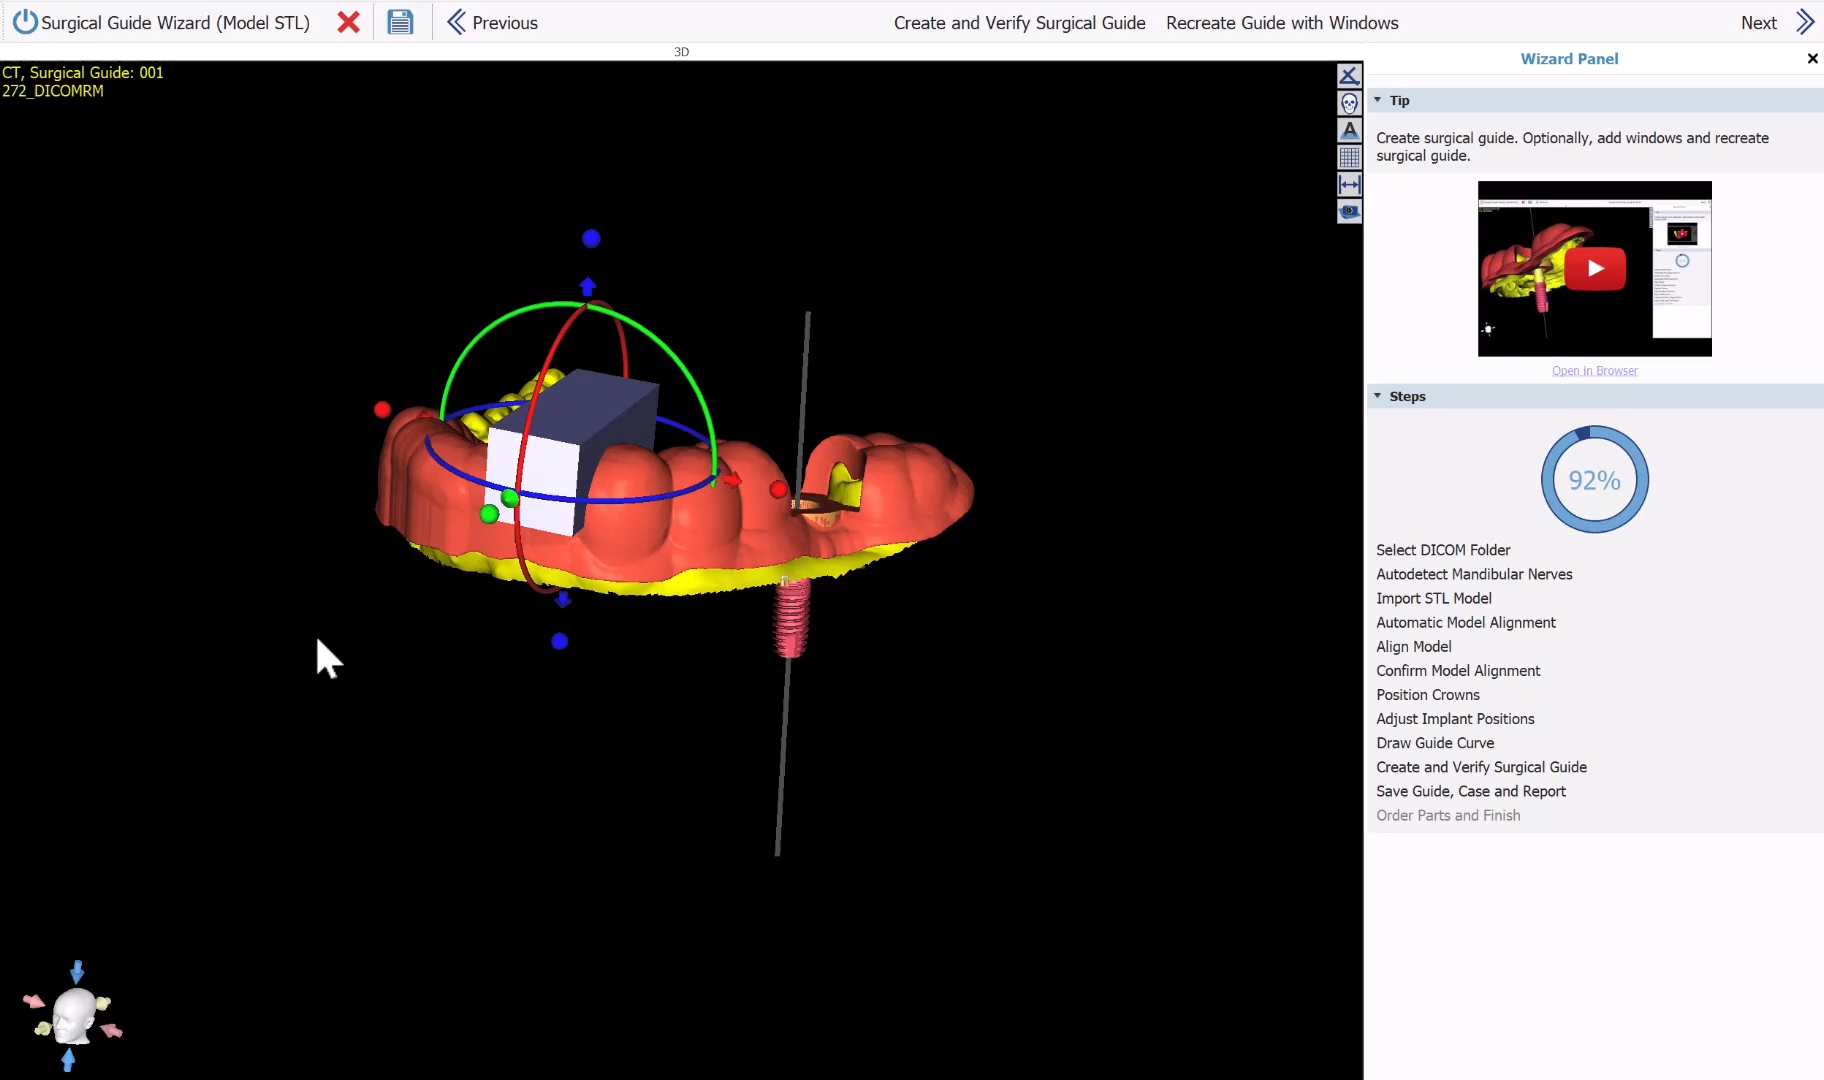 Surgical Guide Wizard (Model STL)
Previous
Create and Verify Surgical Guide
Recreate Guide with Windows
Next
3D
Wizard Panel
CT, Surgical Guide: 001
272_DICOMRM
Tip
Create surgical guide. Optionally, add windows and recreate
surgical guide.
Open in Browser
Steps
92%
Select DICOM Folder
Autodetect Mandibular Nerves
Import STL Model
Automatic Model Alignment
Align Model
Confirm Model Alignment
Position Crowns
Adjust Implant Positions
Draw Guide Curve
Create and Verify Surgical Guide
Save Guide, Case and Report
Order Parts and Finish